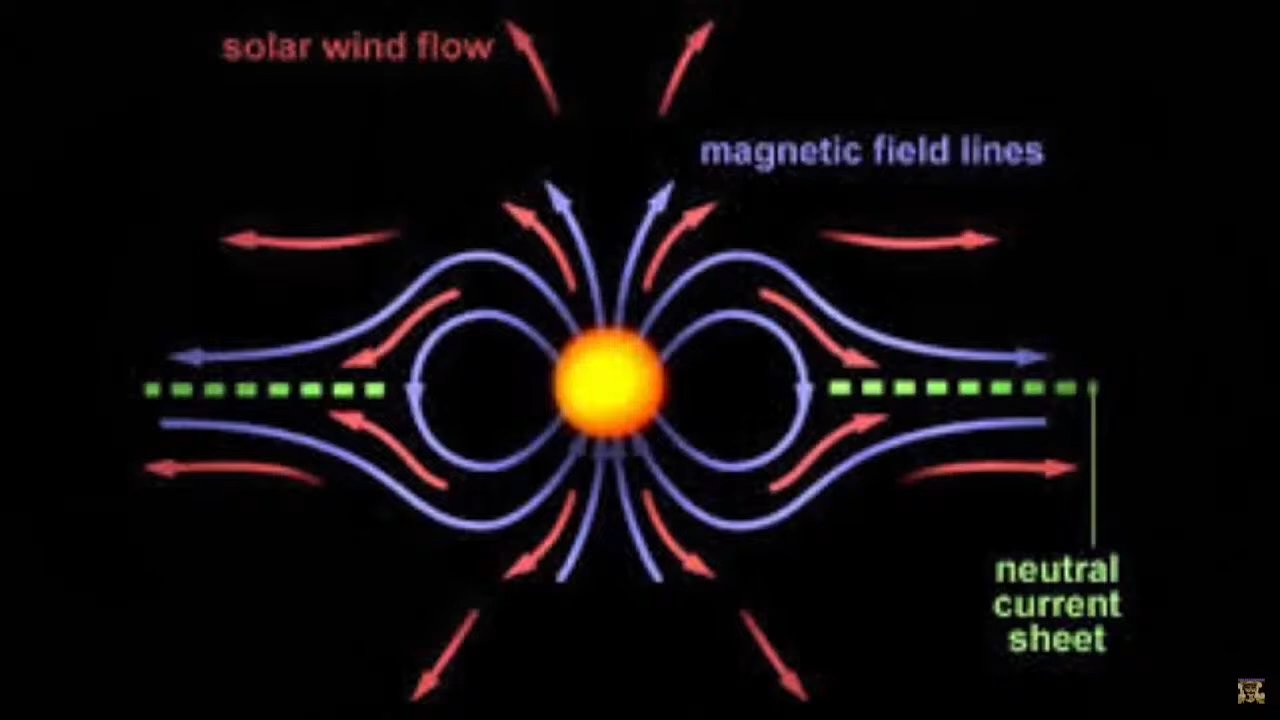 solar wind flow
magnetic field lines
neutral
current
sheet